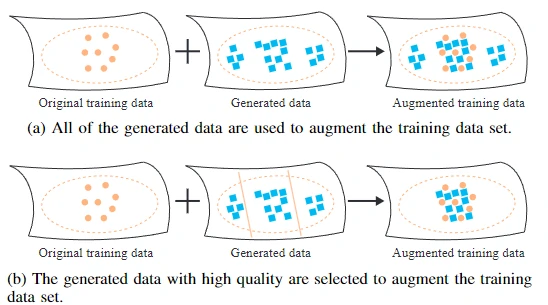 Original training data
Generated data
Augmented training data
(a) All of the generated data are used to augment the training data set.
Original training data
Generated data
Augmented training data
(b) The generated data with high quality are selected to augment the training
data set.